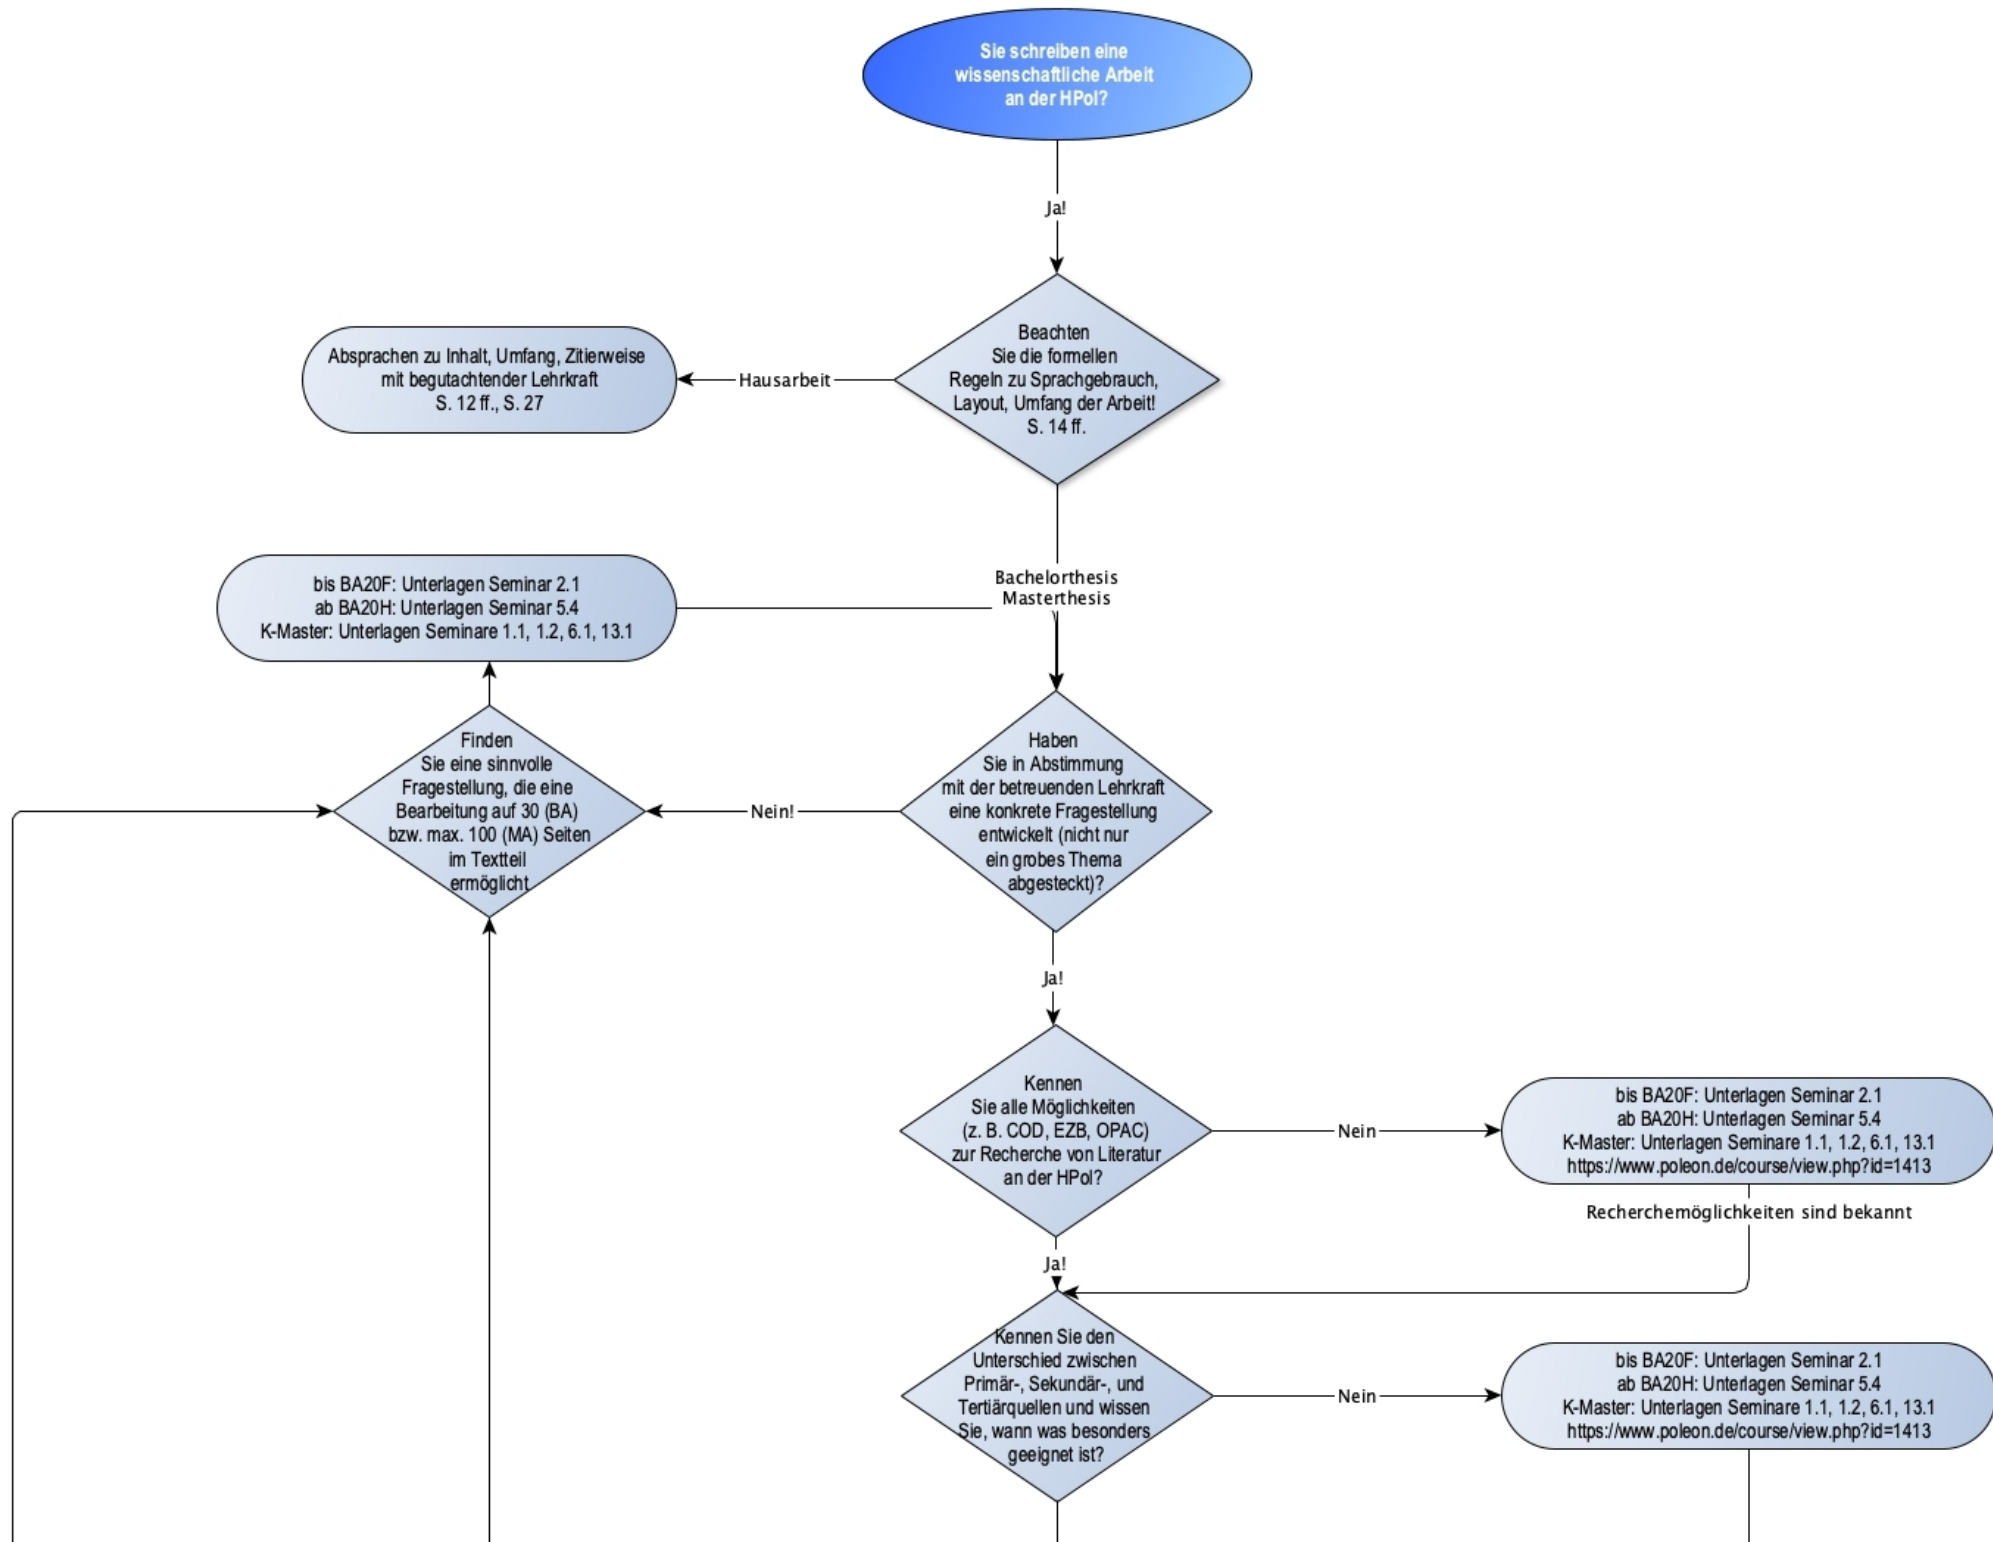 Sie schreiben eine
wissenschaftliche Arbeit
an der HPol?
Ja!
Beachten
Sie die formellen
Regeln zu Sprachgebrauch,
Layout, Umfang der Arbeit!
S. 14 ff.
Hausarbeit
Absprachen zu Inhalt, Umfang, Zitierweise
mit begutachtender Lehrkraft
S. 12 ff., S. 27
Bachelorthesis
Masterthesis
bis BA20F: Unterlagen Seminar 2.1
ab BA20H: Unterlagen Seminar 5.4
K-Master: Unterlagen Seminare 1.1, 1.2, 6.1, 13.1
Finden
Sie eine sinnvolle
Fragestellung, die eine
Bearbeitung auf 30 (BA)
bzw. max. 100 (MA) Seiten
im Textteil
ermöglicht
Nein!
Haben
Sie in Abstimmung
mit der betreuenden Lehrkraft
eine konkrete Fragestellung
entwickelt (nicht nur
ein grobes Thema
abgesteckt)?
Ja!
Kennen
Sie alle Möglichkeiten
(z. B. COD, EZB, OPAC)
zur Recherche von Literatur
an der HPol?
Nein
bis BA20F: Unterlagen Seminar 2.1
ab BA20H: Unterlagen Seminar 5.4
K-Master: Unterlagen Seminare 1.1, 1.2, 6.1, 13.1
https://www.poleon.de/course/view.php?id=1413
Recherchemöglichkeiten sind bekannt
Ja!
Kennen Sie den
Unterschied zwischen
Primär-, Sekundär-, und
Tertiärquellen und wissen
Sie, wann was besonders
geeignet ist?
Nein
bis BA20F: Unterlagen Seminar 2.1
ab BA20H: Unterlagen Seminar 5.4
K-Master: Unterlagen Seminare 1.1, 1.2, 6.1, 13.1
https://www.poleon.de/course/view.php?id=1413